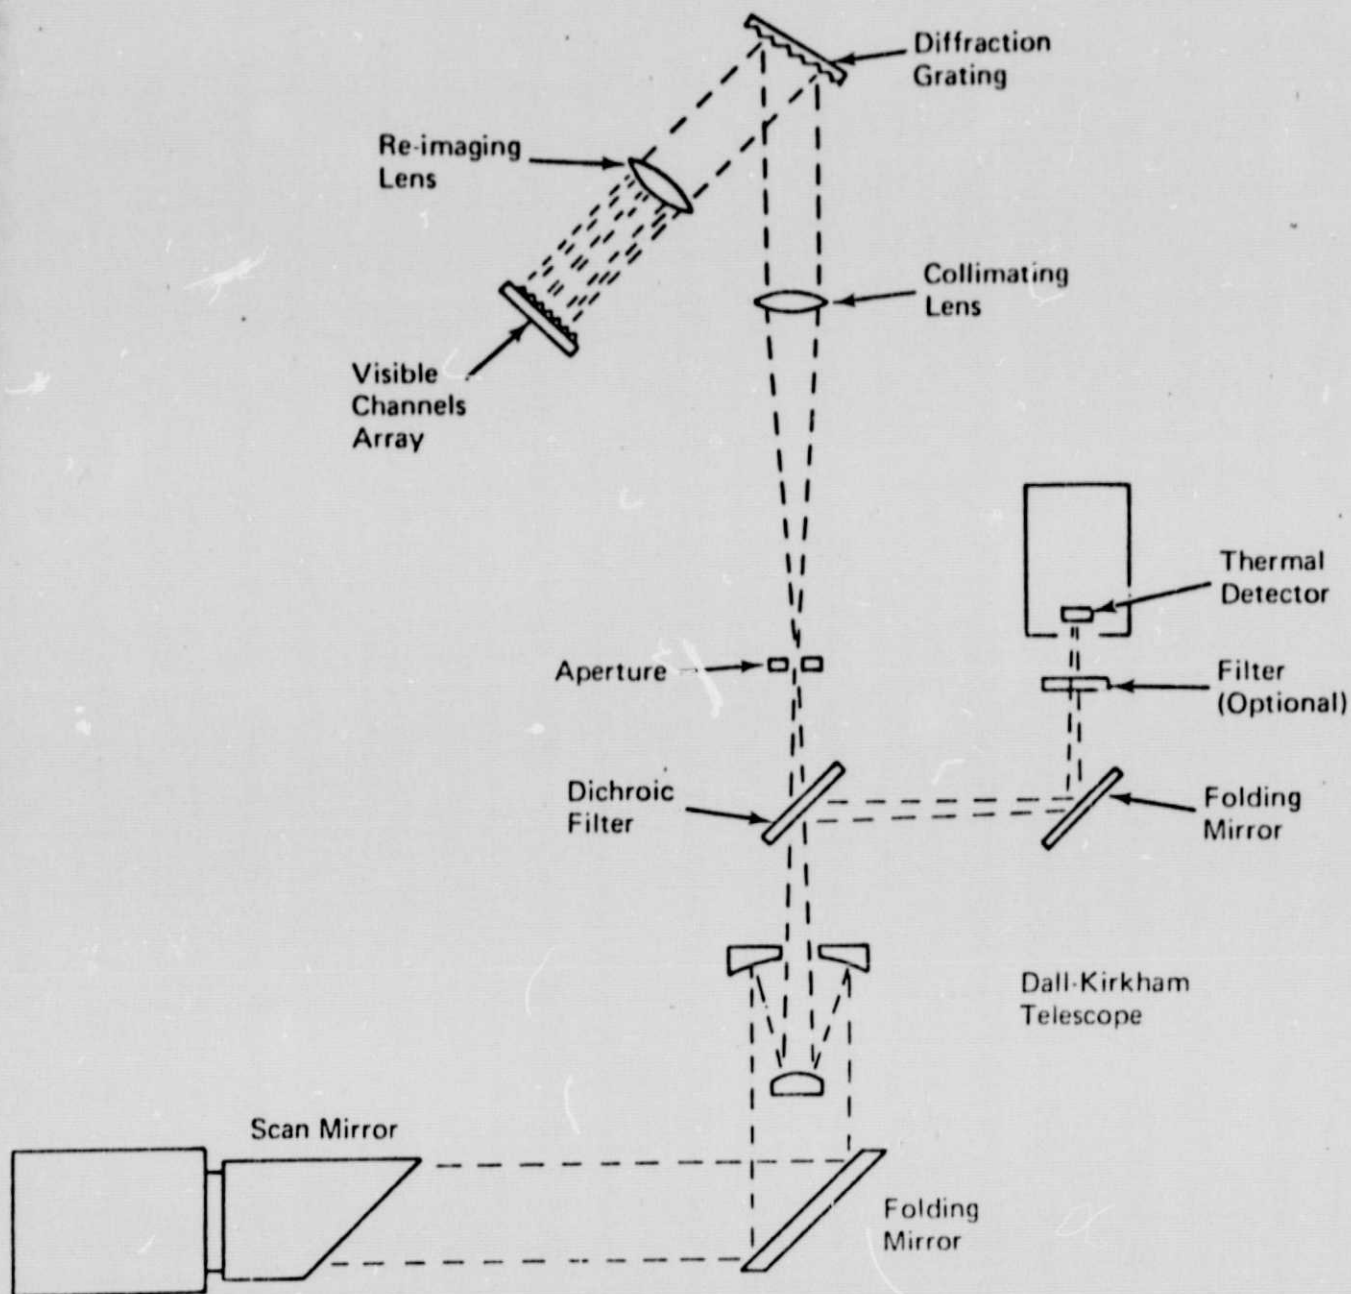 Diffraction
Grating
Re-imaging
Lens
Collimating
Lens
Visible
Channels
Array
Thermal
Detector
Aperture
Filter
(Optional)
Dichroic
Filter
Folding
Mirror
Dall-Kirkham
Telescope
Scan Mirror
Folding
Mirror